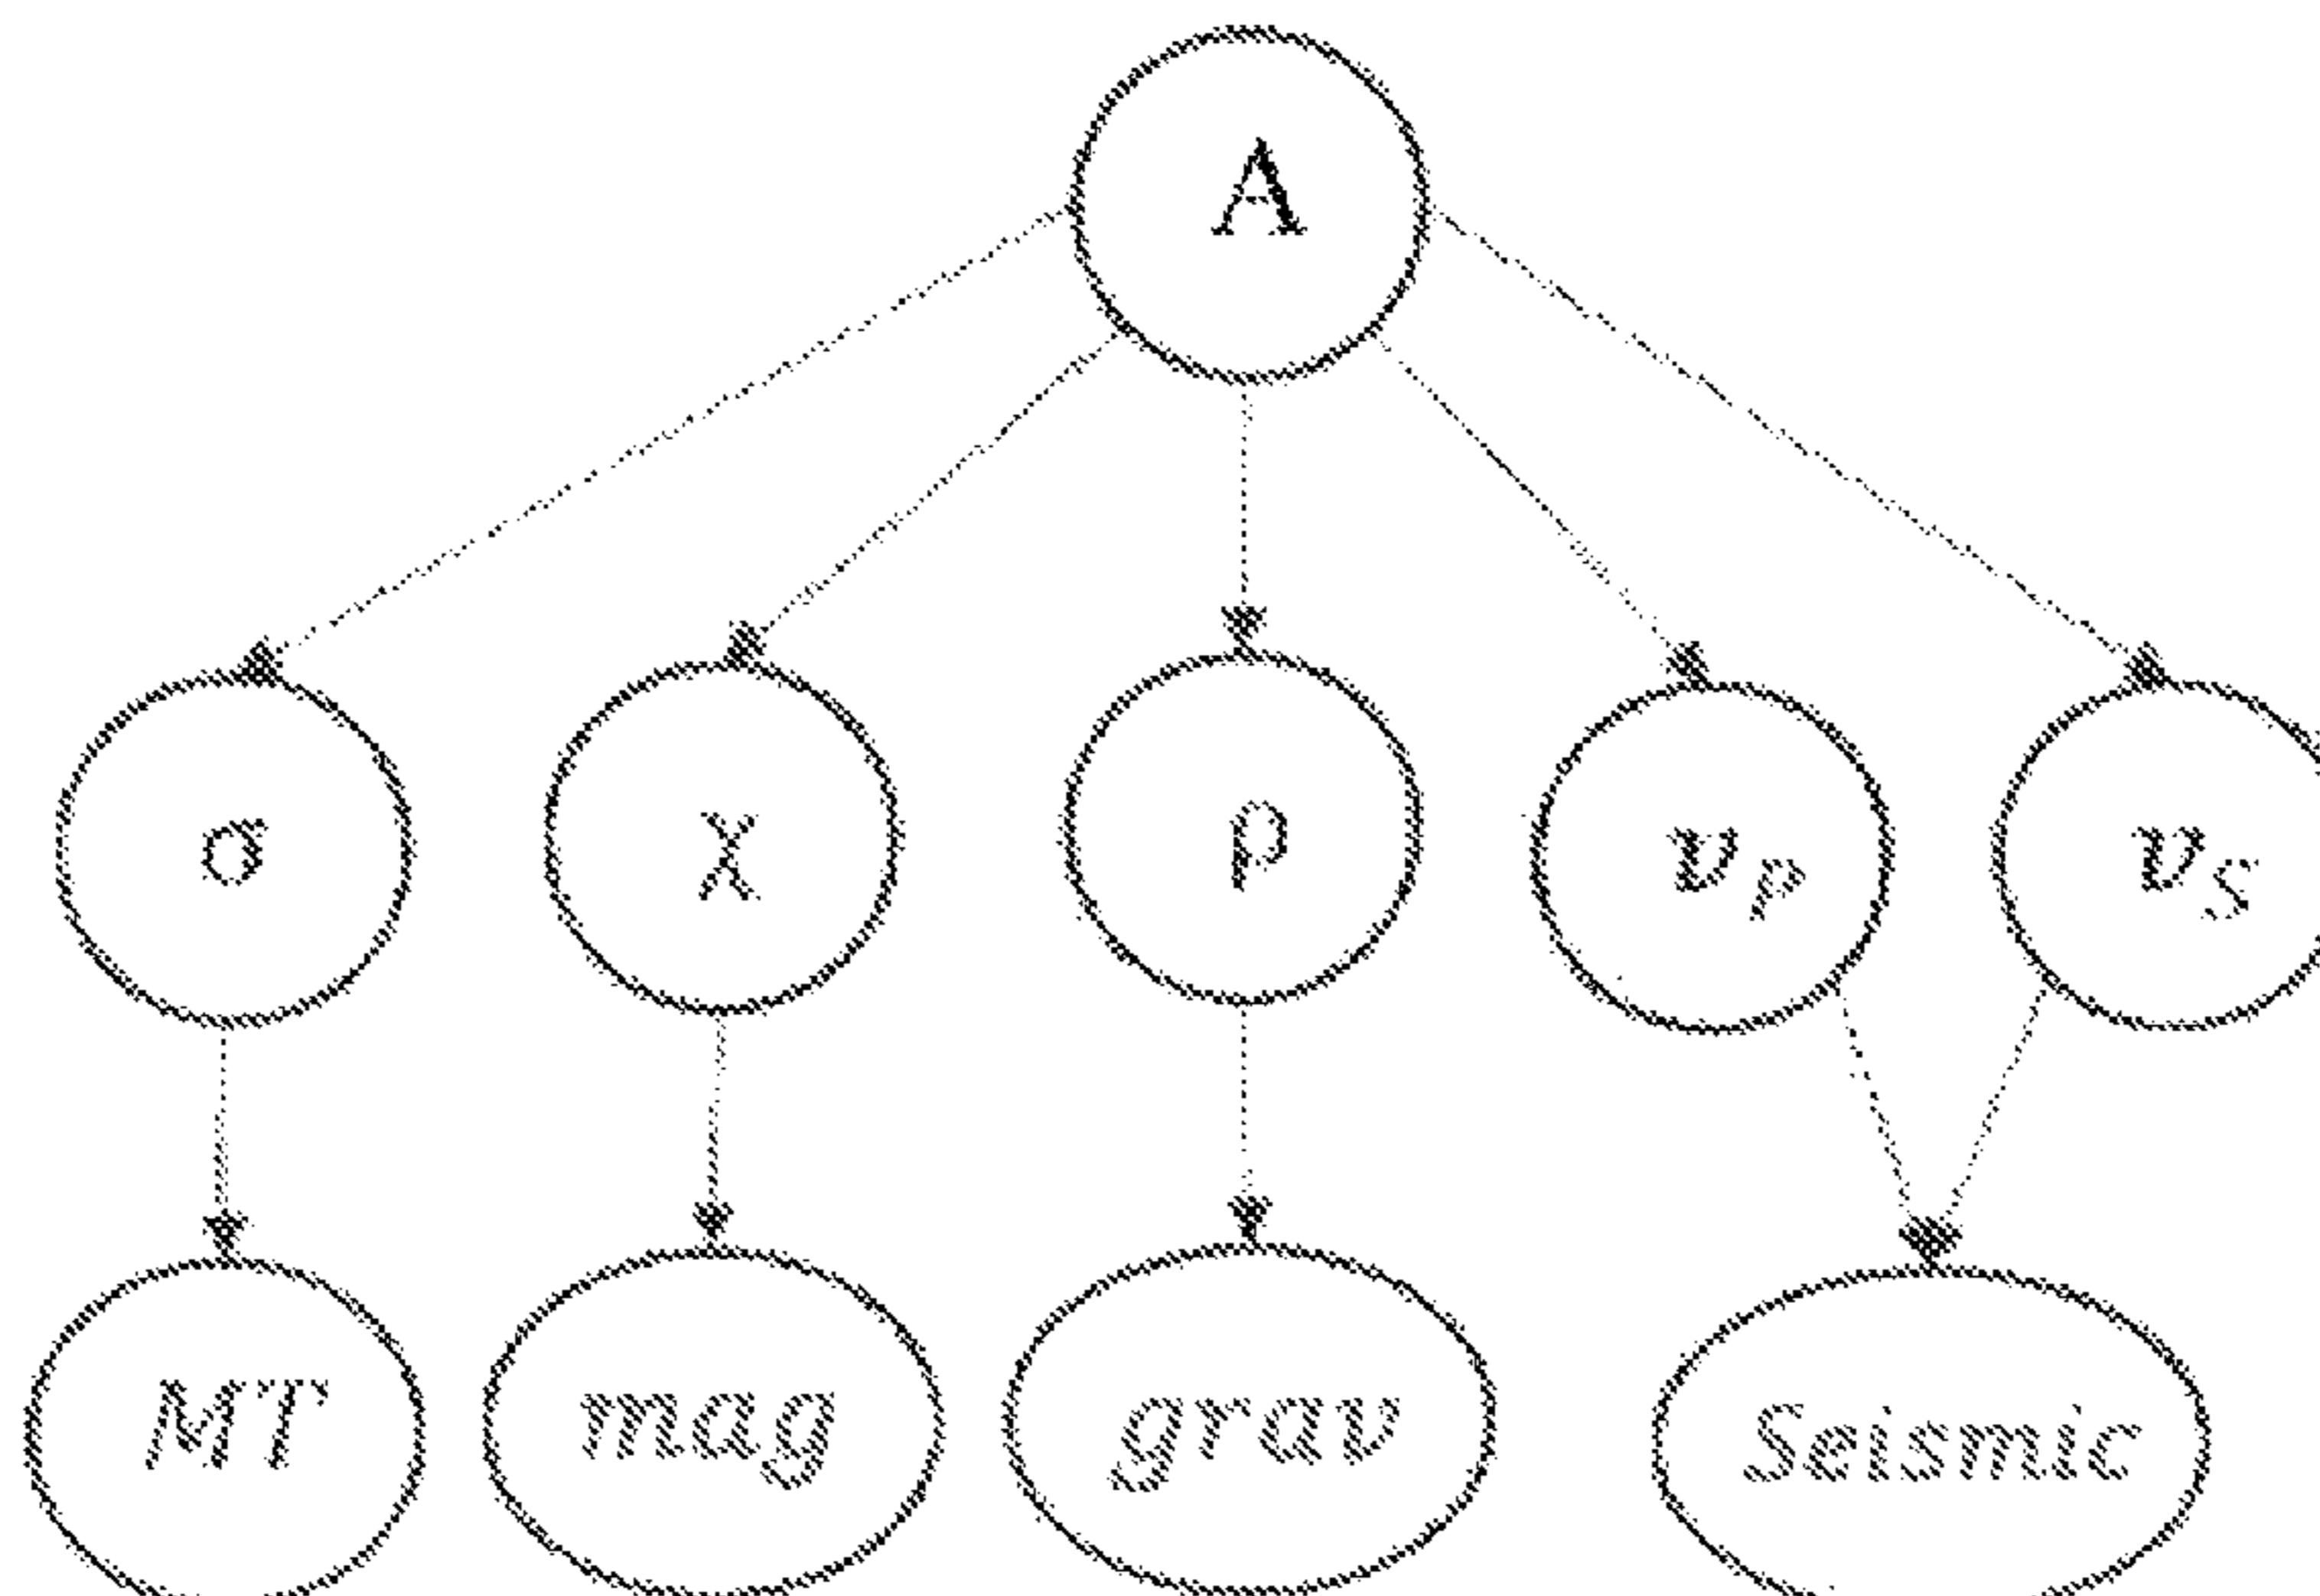 A
σ χ ρ v_P v_S
MT mag grav Seismic